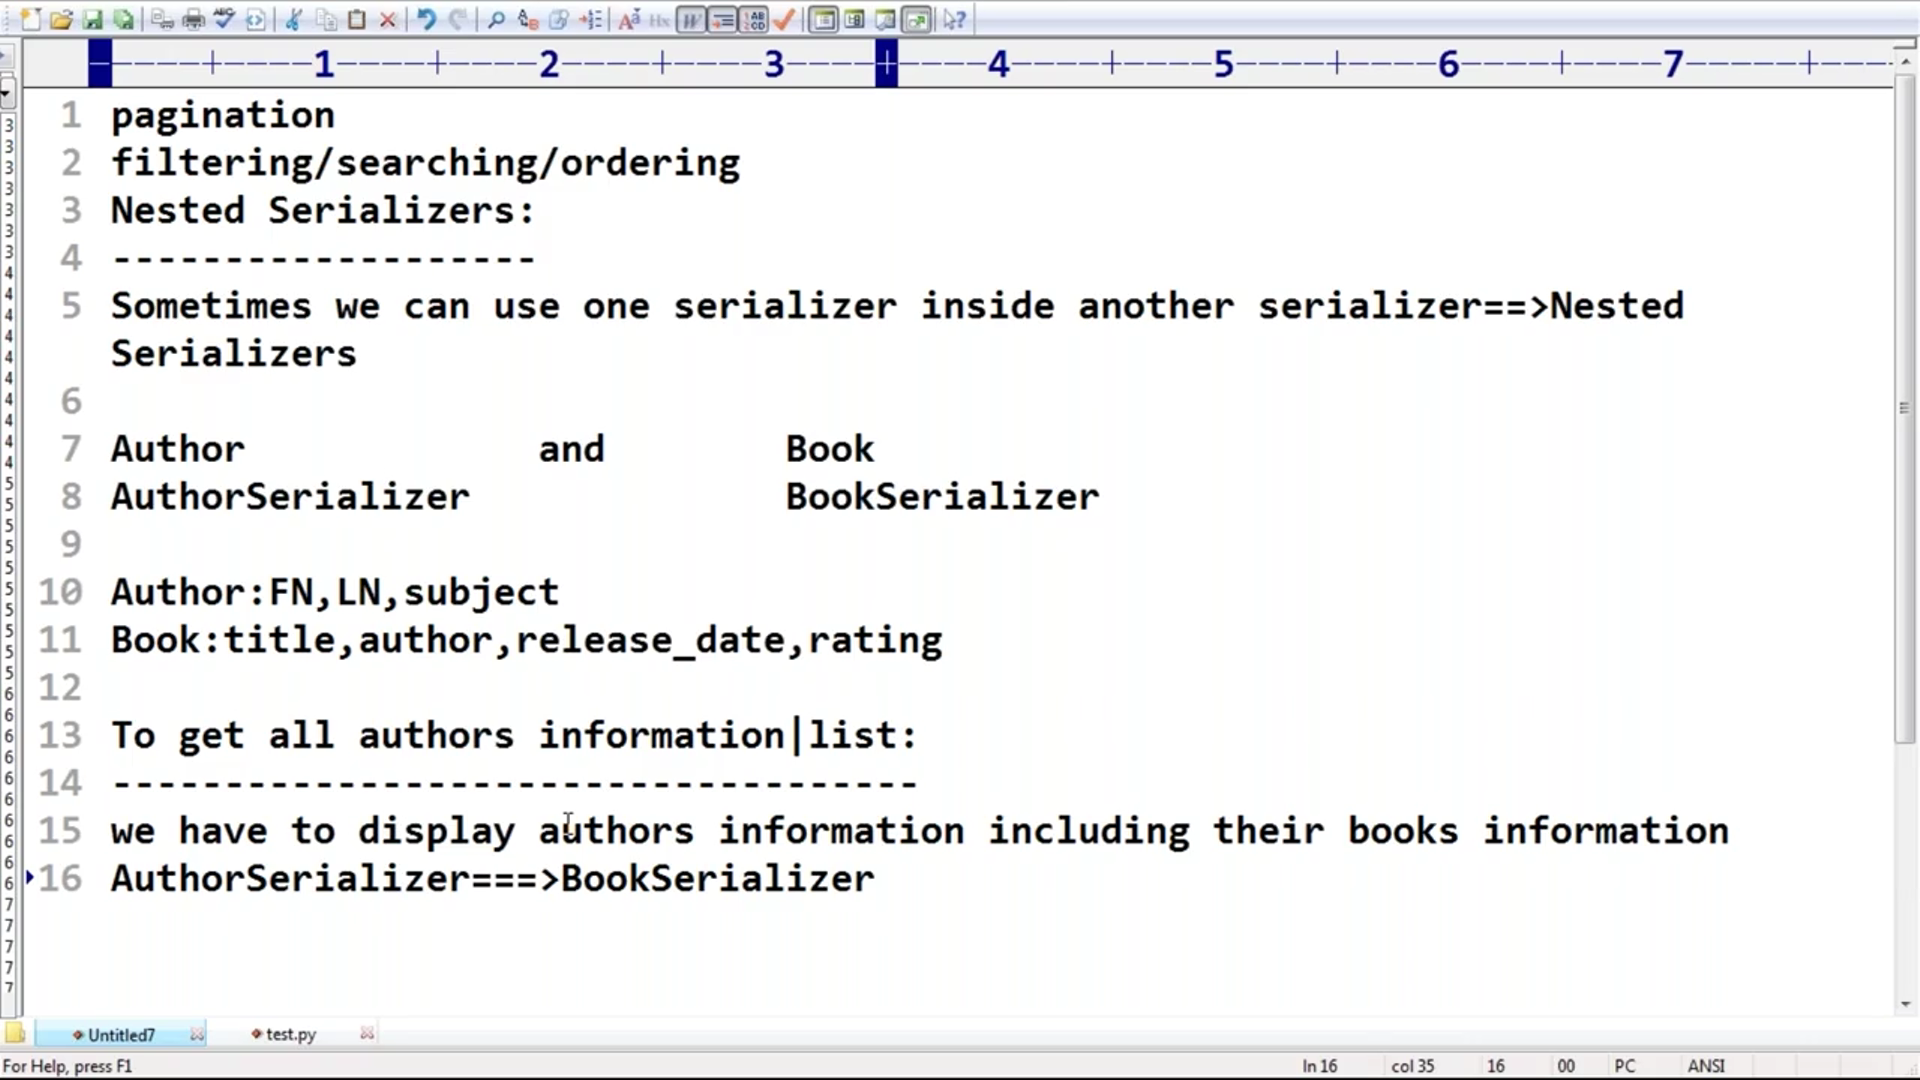 1 2 3 4 5 6 7
1 pagination
2 filtering/searching/ordering
3 Nested Serializers:
4 -------------------
5 Sometimes we can use one serializer inside another serializer==>Nested
Serializers
6
7 Author and Book
8 AuthorSerializer BookSerializer
9
10 Author:FN,LN,subject
11 Book:title,author,release_date,rating
12
13 To get all authors information|list:
14 ------------------------------------
15 we have to display authors information including their books information
16 AuthorSerializer===>BookSerializer
Untitled7 test.py
For Help, press F1 ln 16 col 35 16 00 PC ANSI